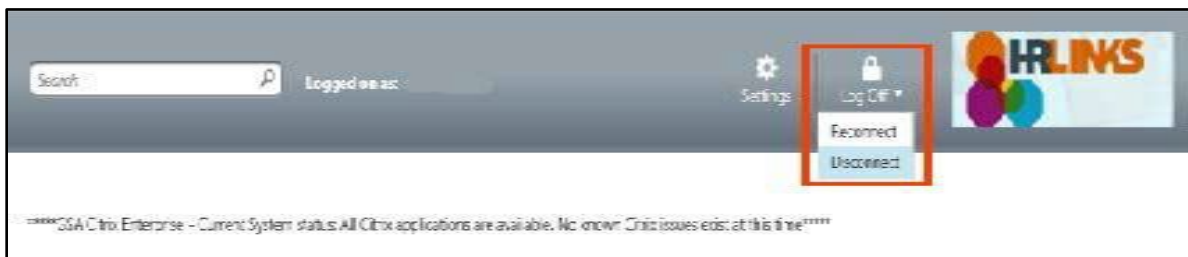 Search
Logged on as:
Settings
Log Off
Reconnect
Disconnect
HRLINKS
*****GSA Citrix Enterprise - Current System status: All Citrix applications are available. No known Citrix issues exist at this time*****